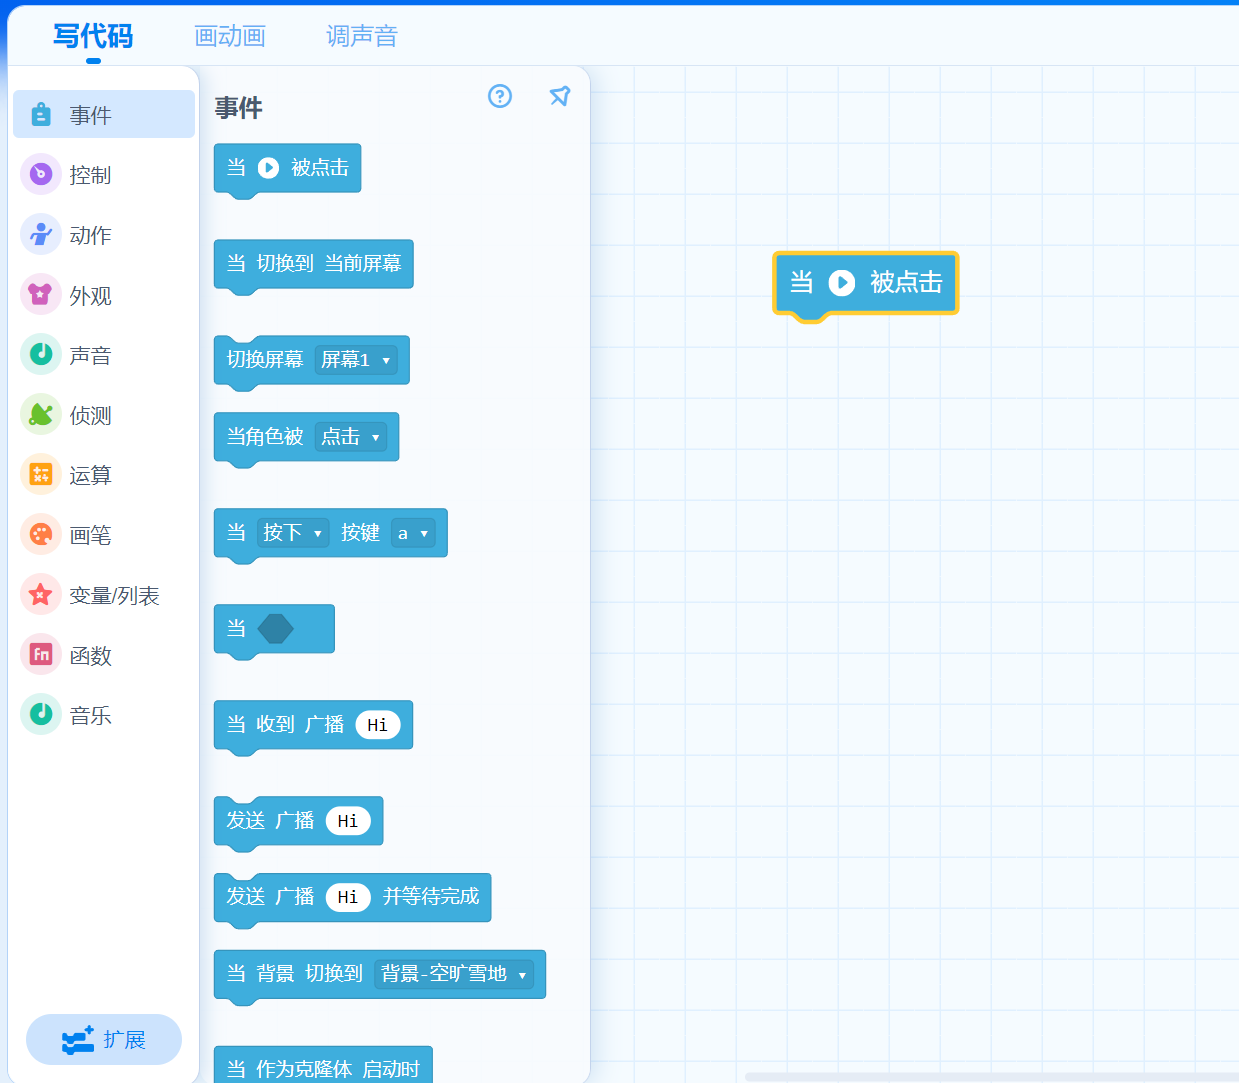 写代码 画动画 调声音
事件
控制
动作
外观
声音
侦测
运算
画笔
变量/列表
函数
音乐
扩展
事件
当 被点击
当 切换到 当前屏幕
切换屏幕 屏幕1
当角色被 点击
当 按下 按键 a
当
当 收到 广播 Hi
发送 广播 Hi
发送 广播 Hi 并等待完成
当 背景 切换到 背景-空旷雪地
当 作为克隆体 启动时
当 被点击